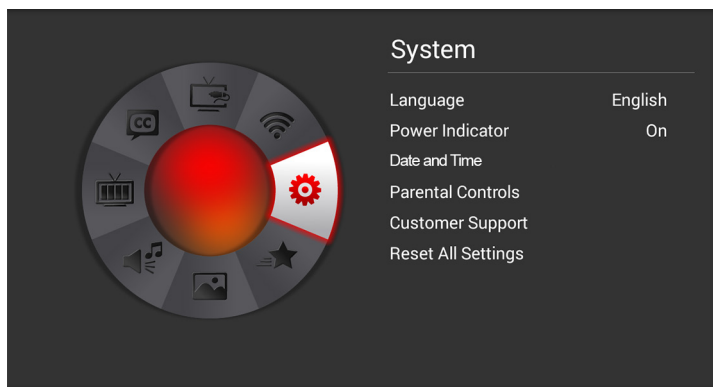 System
Language English
Power Indicator On
Date and Time
Parental Controls
Customer Support
Reset All Settings
CC